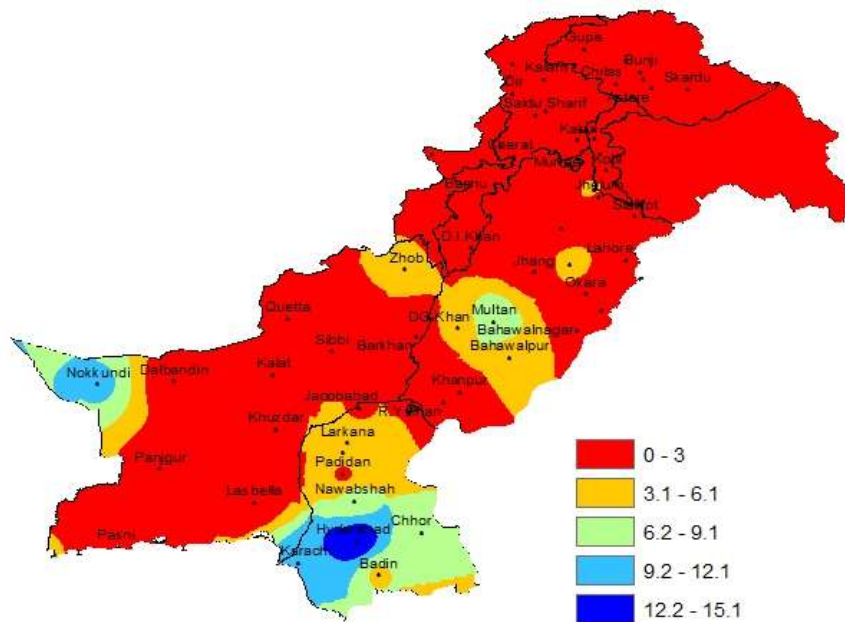 Gupa
Bunji
Kalam
Chilas
Skardu
Dir
Astore
Saidu Sharif
Kakul
Cherat
Murree
Kotli
Bannu
Jhelum
Sialkot
D.I.Khan
Lahore
Zhob
Jhang
Okara
Quetta
Multan
DG.Khan
Bahawalnagar
Sibbi
Barkhan
Bahawalpur
Nokkundi
Dalbandin
Kalat
Khanpur
Jacobabad
R.Y.Khan
Khuzdar
Larkana
Padidan
Panjgur
Nawabshah
Lasbella
Hyderabad
Chhor
Pasni
Karachi
Badin
0 - 3
3.1 - 6.1
6.2 - 9.1
9.2 - 12.1
12.2 - 15.1